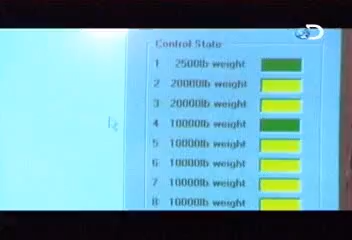 Control State
1 2500lb weight
2 20000lb weight
3 20000lb weight
4 10000lb weight
5 10000lb weight
6 10000lb weight
7 10000lb weight
8 10000lb weight